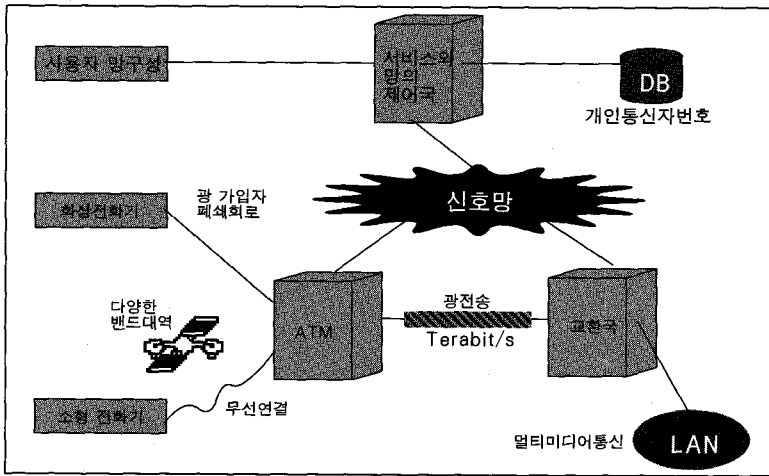 사용자 망구성
서비스와
망의
제어국
DB
개인통신자번호
신호망
화상전화기
광 가입자
폐쇄회로
다양한
밴드대역
ATM
광전송
Terabit/s
교환국
소형 전화기
무선연결
멀티미디어통신
LAN